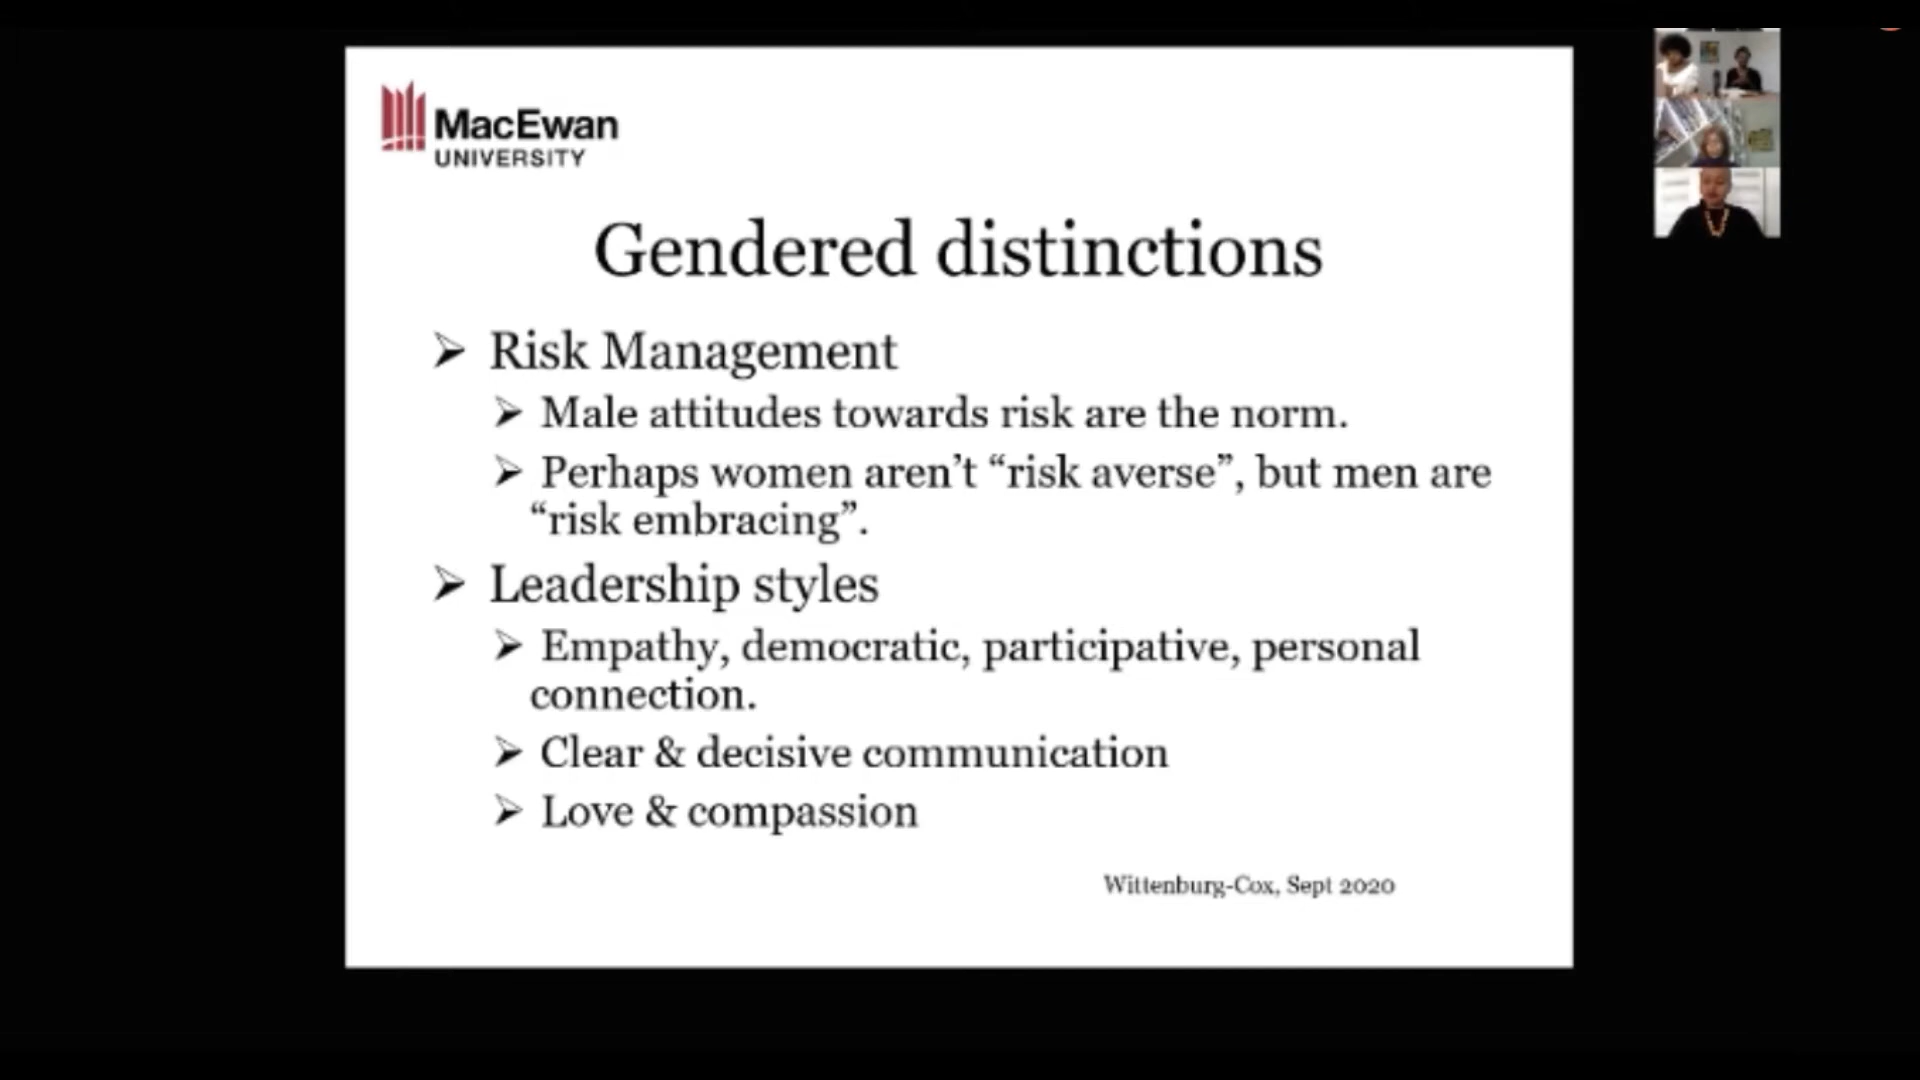 MacEwan
UNIVERSITY
Gendered distinctions
➢ Risk Management
➢ Male attitudes towards risk are the norm.
➢ Perhaps women aren’t “risk averse”, but men are
“risk embracing”.
➢ Leadership styles
➢ Empathy, democratic, participative, personal
connection.
➢ Clear & decisive communication
➢ Love & compassion
Wittenburg-Cox, Sept 2020